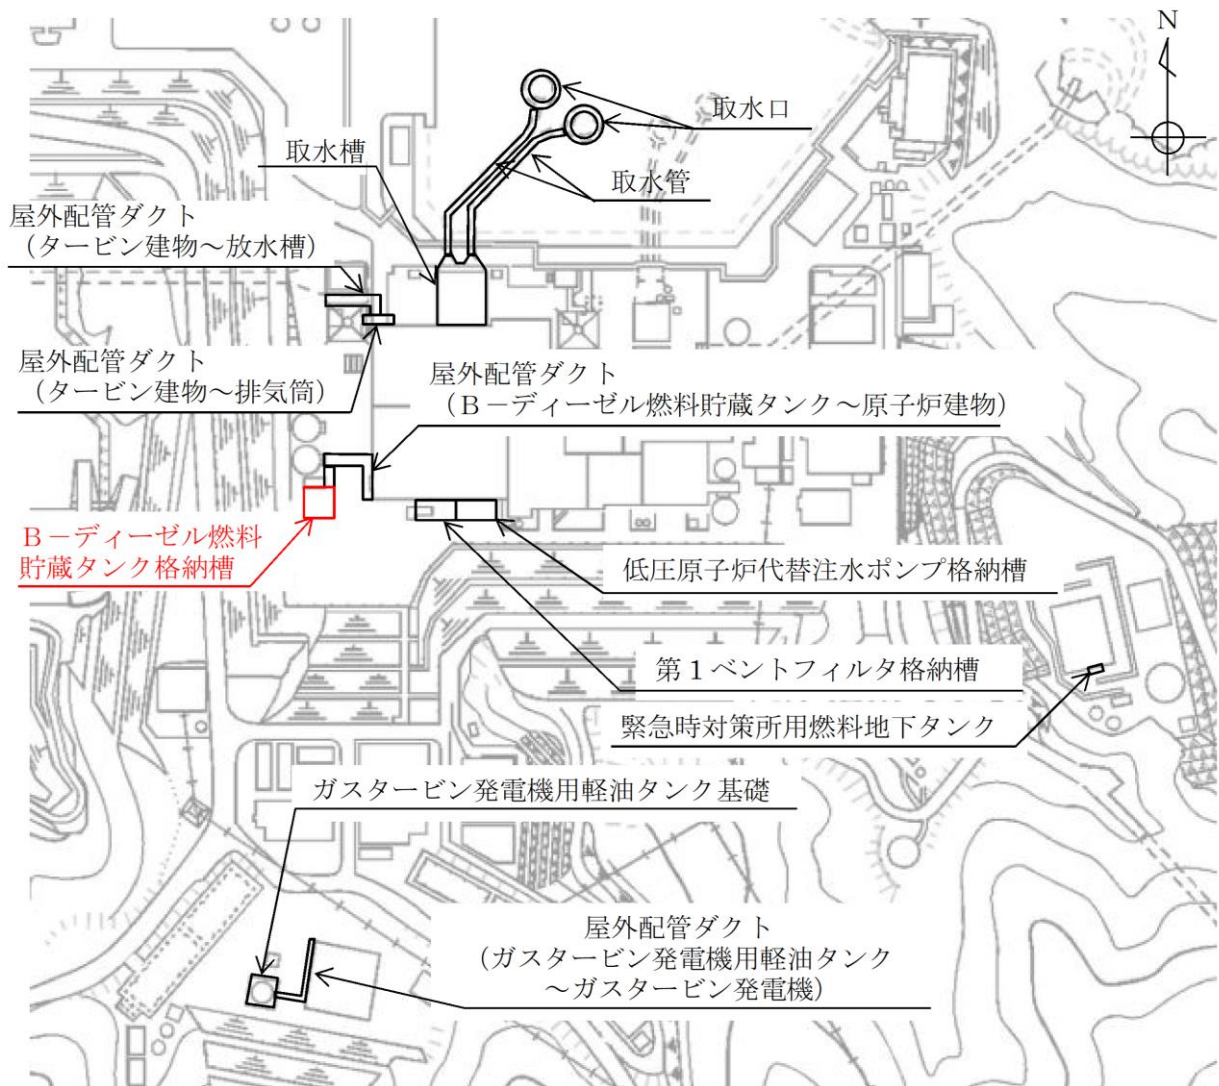 N
取水口
取水槽
取水管
屋外配管ダクト
（タービン建物～放水槽）
屋外配管ダクト
（タービン建物～排気筒）
屋外配管ダクト
（Ｂ－ディーゼル燃料貯蔵タンク～原子炉建物）
Ｂ－ディーゼル燃料
貯蔵タンク格納槽
低圧原子炉代替注水ポンプ格納槽
第１ベントフィルタ格納槽
緊急時対策所用燃料地下タンク
ガスタービン発電機用軽油タンク基礎
屋外配管ダクト
（ガスタービン発電機用軽油タンク
～ガスタービン発電機）